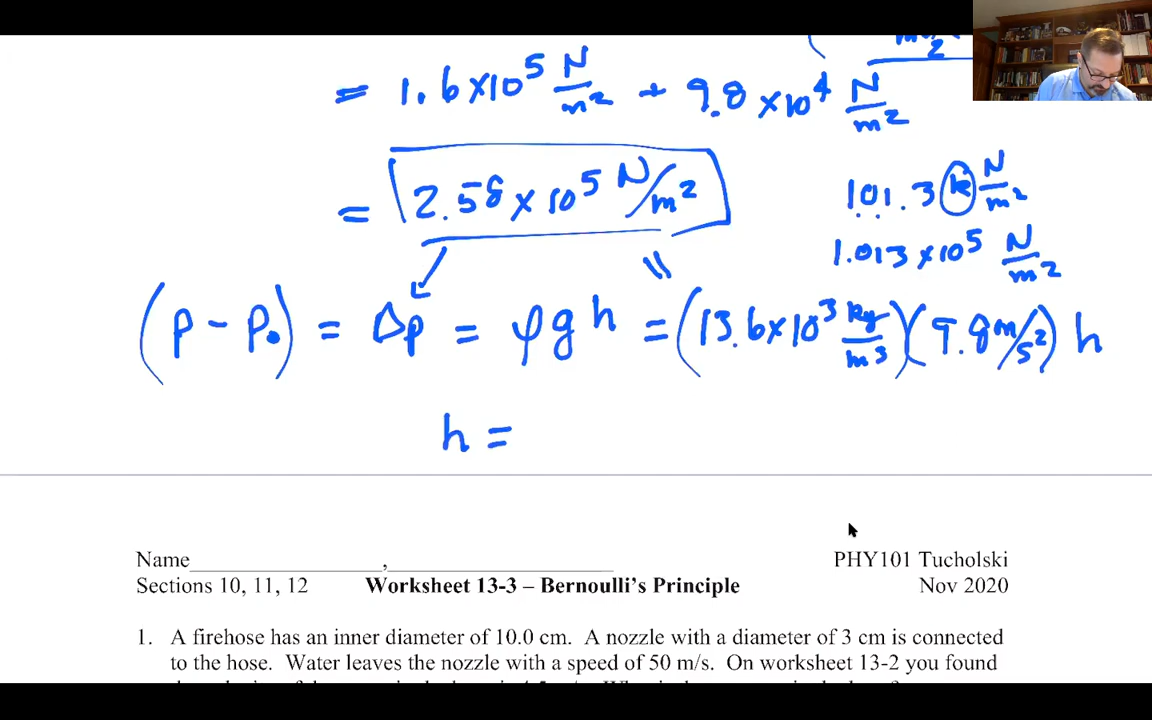 = 1.6×10⁵ N/m² + 9.8×10⁴ N/m²
= 2.58×10⁵ N/m²
101.3 k N/m²
1.013×10⁵ N/m²
(P - P₀) = Δp = ρgh = (13.6×10³ kg/m³)(9.8 m/s²) h
h =
Name____________________,________________________ PHY101 Tucholski
Sections 10, 11, 12 Worksheet 13-3 – Bernoulli's Principle Nov 2020
1. A firehose has an inner diameter of 10.0 cm. A nozzle with a diameter of 3 cm is connected
to the hose. Water leaves the nozzle with a speed of 50 m/s. On worksheet 13-2 you found